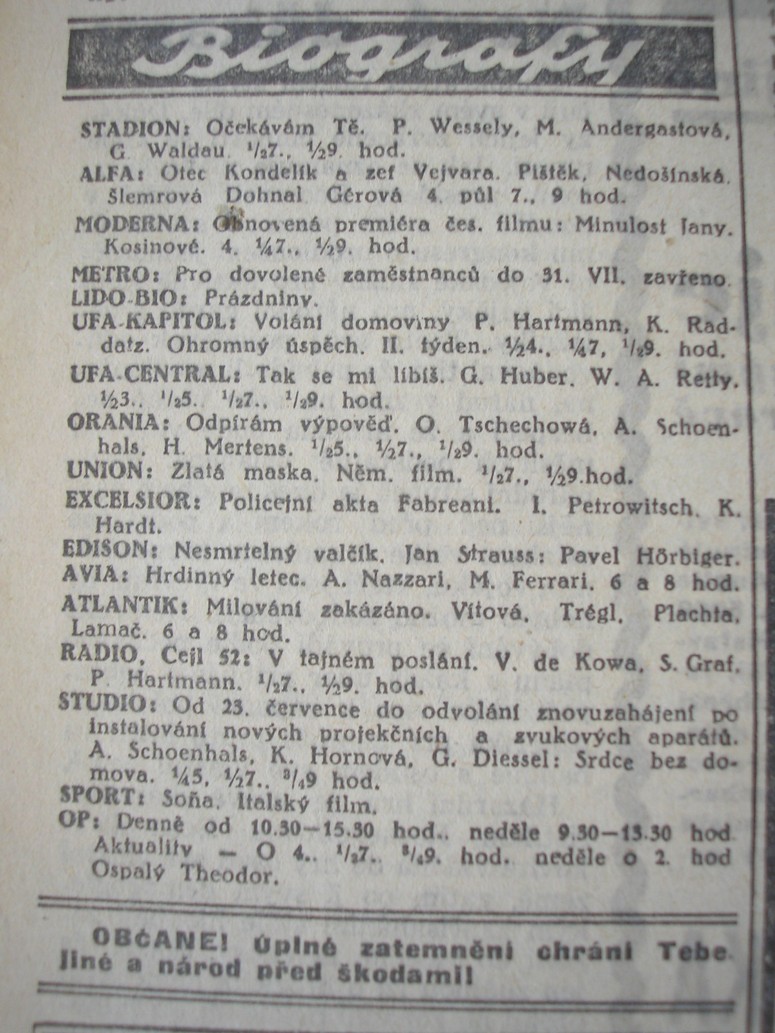 Biografy
STADION: Očekávám Tě. P. Wessely, M. Andergastová,
G. Waldau. ½7., ½9. hod.
ALFA: Otec Kondelík a zeť Vejvara. Pištěk, Nedošínská.
Šlemrová Dohnal Gérová 4. půl 7., 9 hod.
MODERNA: Obnovená premiéra čes. filmu: Minulost Jany.
Kosinové. 4. ¼7., ½9. hod.
METRO: Pro dovolené zaměstnanců do 31. VII. zavřeno.
LIDO-BIO: Prázdniny.
UFA-KAPITOL: Volání domoviny P. Hartmann, K. Rad-
datz. Ohromný úspěch. II. týden. ½4., ¼7, ½9. hod.
UFA-CENTRAL: Tak se mi líbíš. G. Huber. W. A. Retty.
½3.. ½5.. ½7.. ½9. hod.
ORANIA: Odpírám výpověď. O. Tschechowá, A. Schoen-
hals, H. Mertens. ½5.. ½7., ½9. hod.
UNION: Zlatá maska. Něm. film. ½7., ½9.hod.
EXCELSIOR: Policejní akta Fabreani. I. Petrowitsch. K.
Hardt.
EDISON: Nesmrtelný valčík. Jan Strauss: Pavel Hörbiger.
AVIA: Hrdinný letec. A. Nazzari, M. Ferrari. 6 a 8 hod.
ATLANTIK: Milování zakázáno. Vítová, Trégl, Plachta.
Lamač. 6 a 8 hod.
RADIO, Cejl 52: V tajném poslání. V. de Kowa, S. Graf.
P. Hartmann. ½7.. ½9. hod.
STUDIO: Od 23. července do odvolání znovuzahájení po
instalování nových projekčních a zvukových aparátů.
A. Schoenhals, K. Hornová, G. Diessel: Srdce bez do-
mova. ¼5, ½7., ¾9 hod.
SPORT: Soňa. Italský film.
OP: Denně od 10.30—15.30 hod.. neděle 9.30—13.30 hod
Aktuality — O 4.. ½7.. ¾9. hod. neděle o 2. hod
Ospalý Theodor.
OBČANE! Úplné zatemnění chrání Tebe
jiné a národ před škodami!